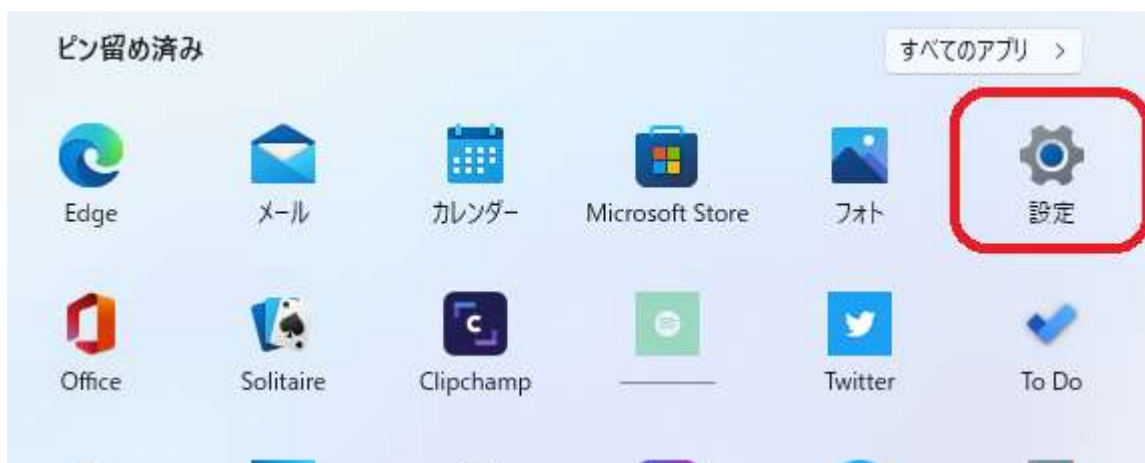 ピン留め済み
すべてのアプリ >
Edge
メール
カレンダー
Microsoft Store
フォト
設定
Office
Solitaire
Clipchamp
Twitter
To Do